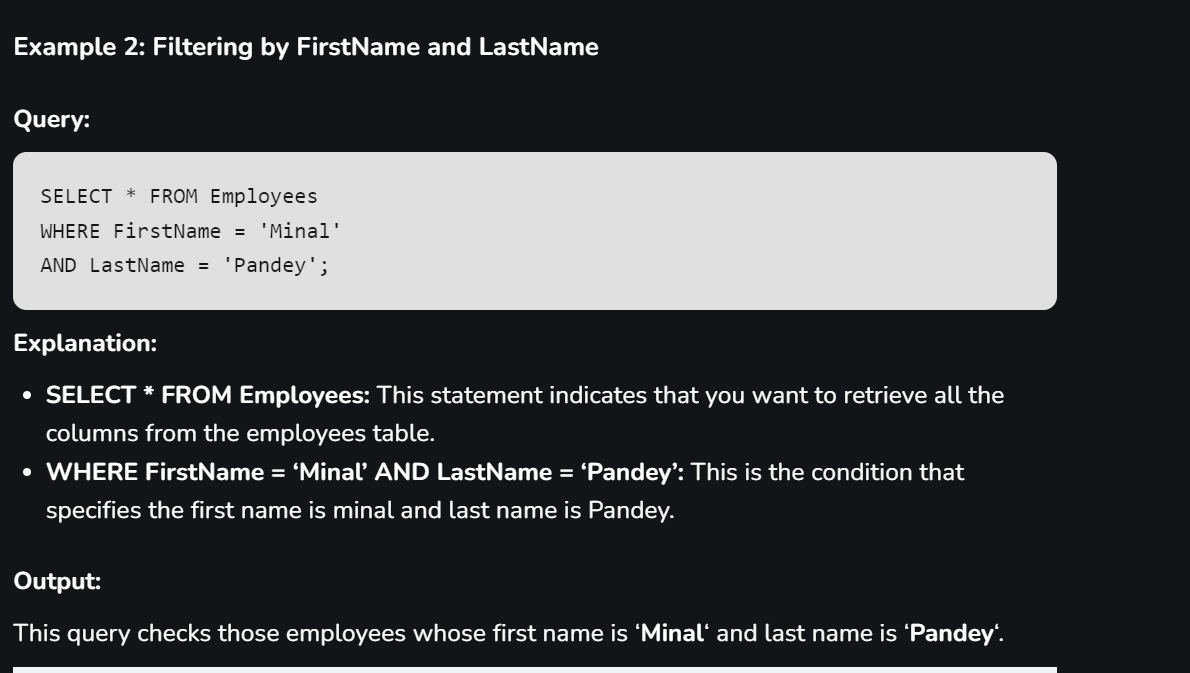 Example 2: Filtering by FirstName and LastName
Query:
SELECT * FROM Employees
WHERE FirstName = 'Minal'
AND LastName = 'Pandey';
Explanation:
• SELECT * FROM Employees: This statement indicates that you want to retrieve all the
columns from the employees table.
• WHERE FirstName = ‘Minal’ AND LastName = ‘Pandey’: This is the condition that
specifies the first name is minal and last name is Pandey.
Output:
This query checks those employees whose first name is ‘Minal‘ and last name is ‘Pandey‘.